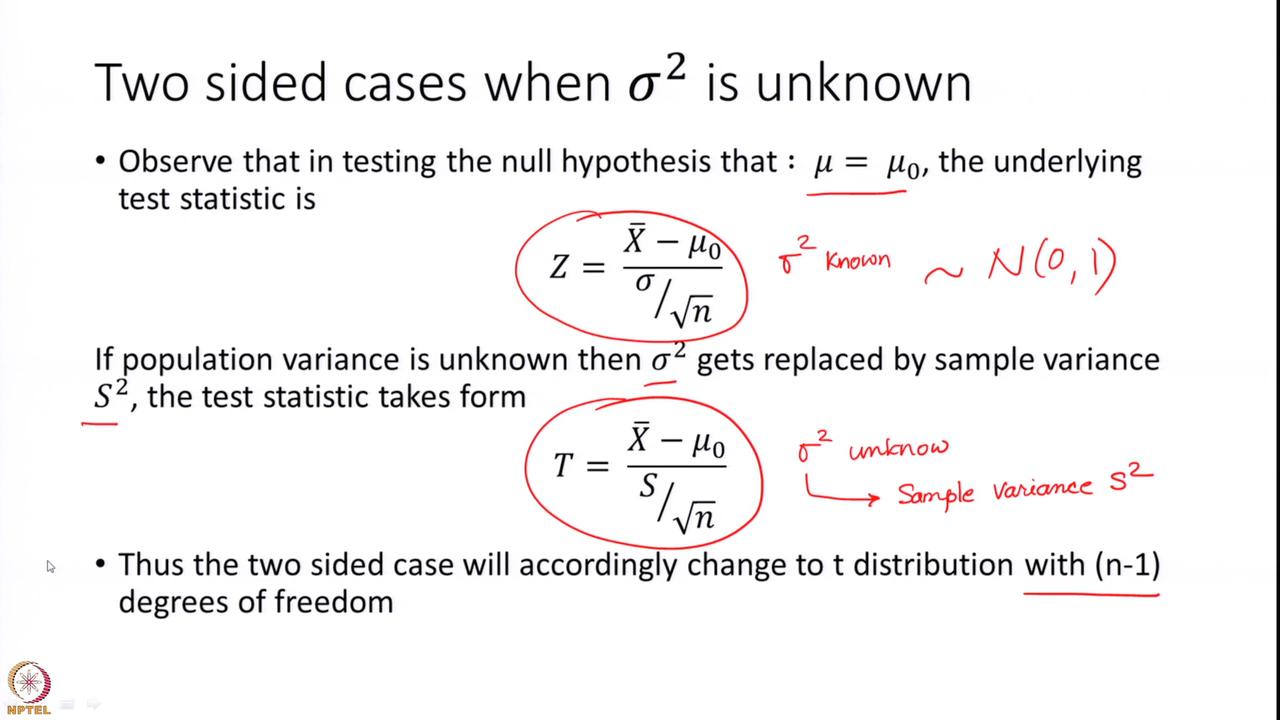 Two sided cases when σ² is unknown
• Observe that in testing the null hypothesis that : μ = μ₀, the underlying
test statistic is
Z = (X̄ − μ₀) / (σ/√n) σ² Known ~ N(0,1)
If population variance is unknown then σ² gets replaced by sample variance
S², the test statistic takes form
T = (X̄ − μ₀) / (S/√n) σ² unknow
Sample Variance S²
• Thus the two sided case will accordingly change to t distribution with (n-1)
degrees of freedom
NPTEL